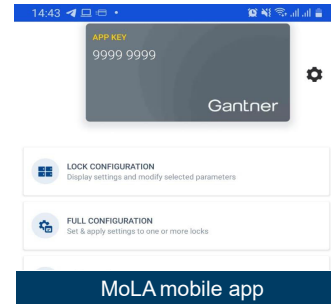 14:43
APP KEY
9999 9999
Gantner
LOCK CONFIGURATION
Display settings and modify selected parameters
FULL CONFIGURATION
Set & apply settings to one or more locks
MoLA mobile app